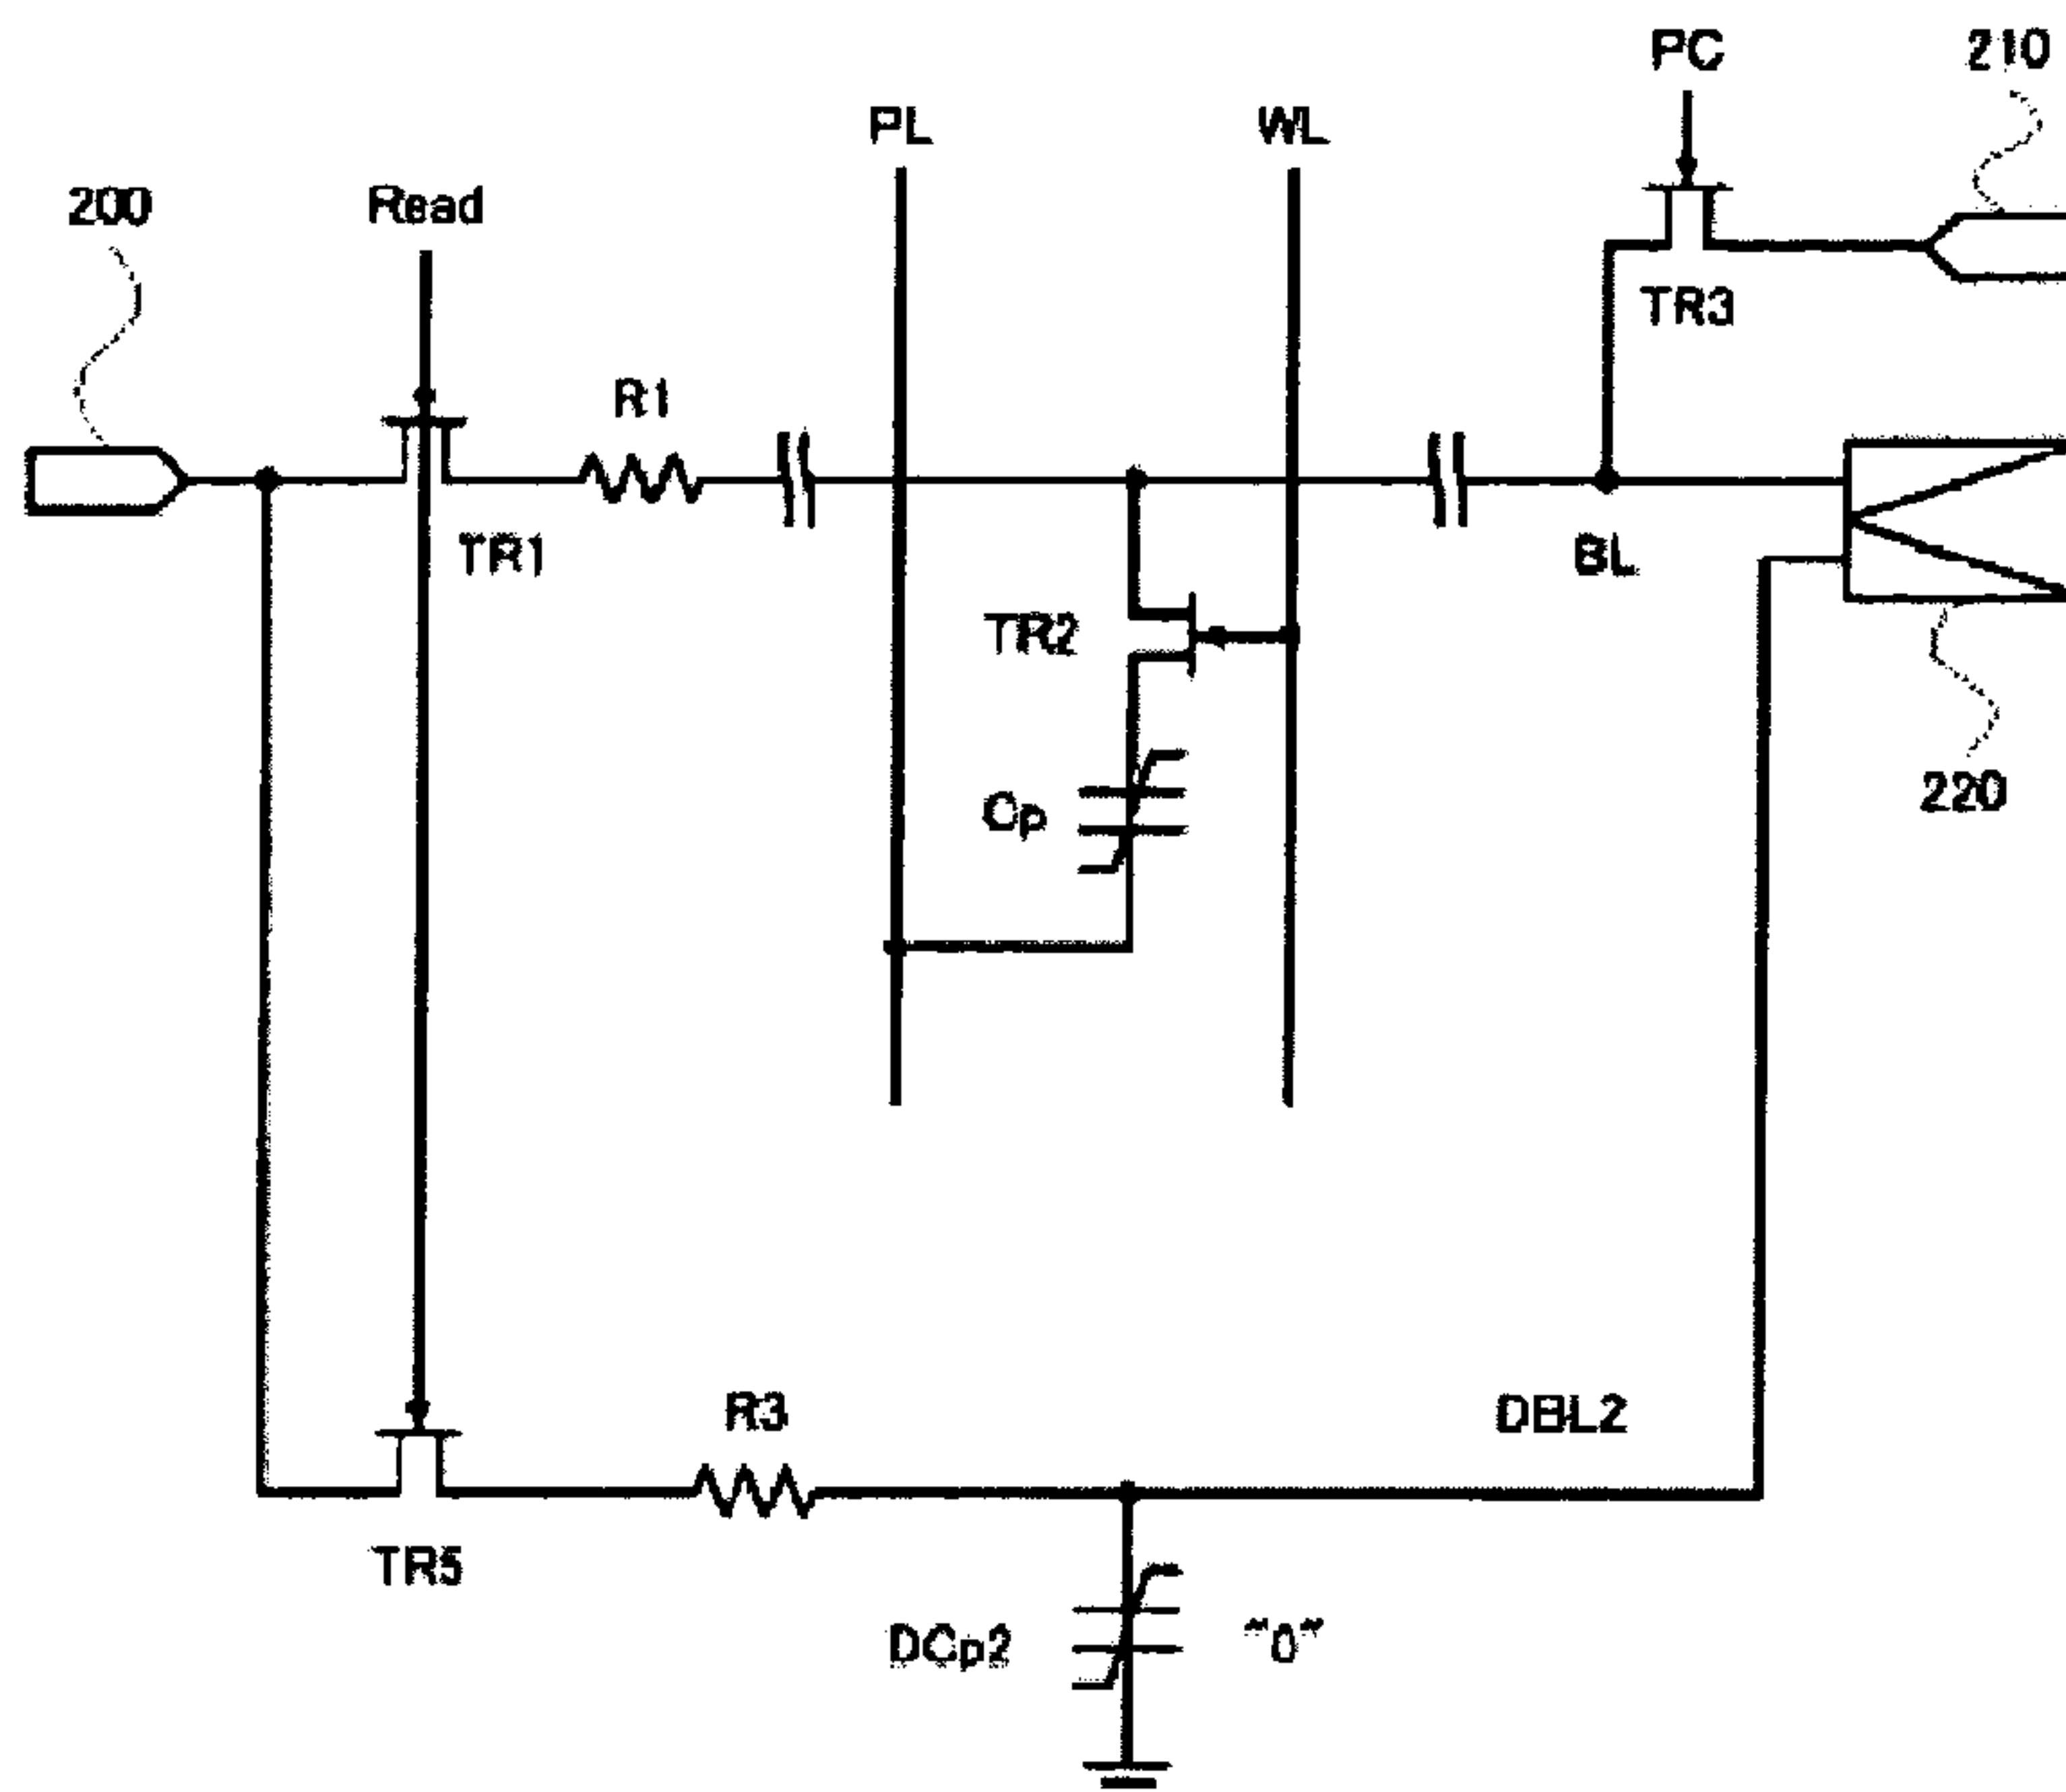 PC
210
PL
WL
200
Read
TR3
R1
TR1
BL
TR2
Cp
220
R3
DBL2
TR5
DCp2
"0"